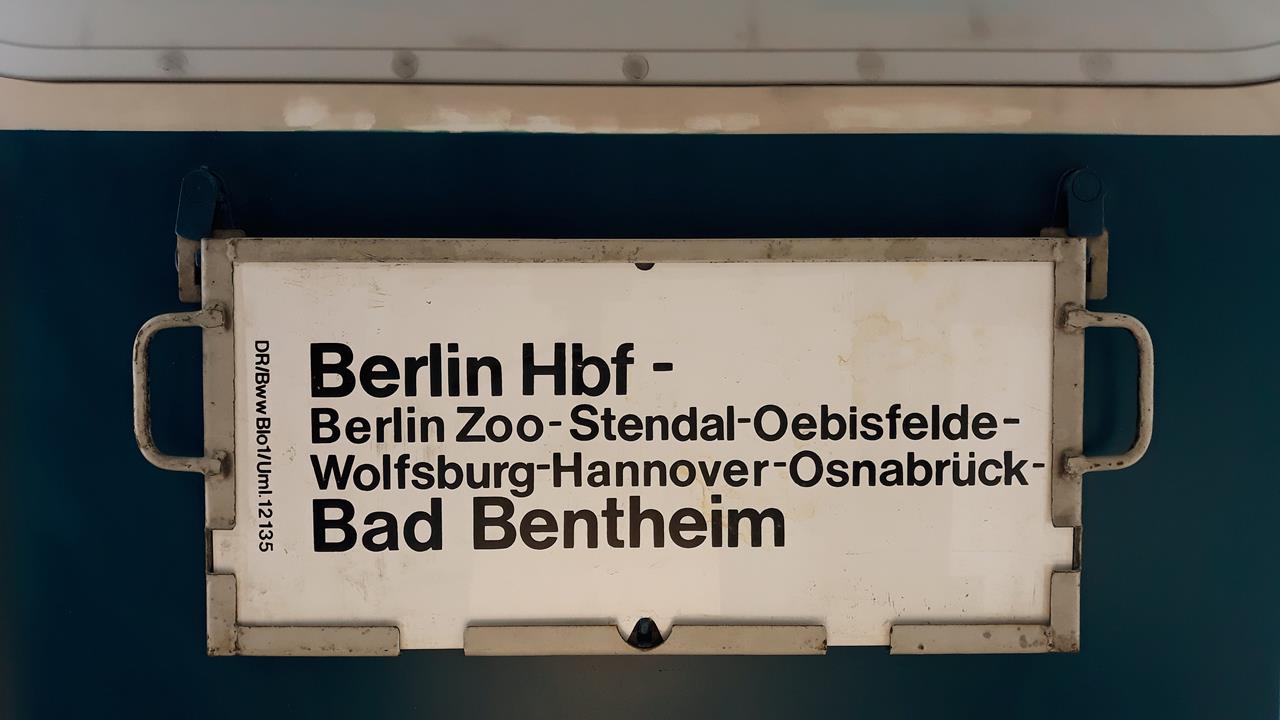 DR/Bww Blo1/Uml.12135
Berlin Hbf -
Berlin Zoo-Stendal-Oebisfelde-
Wolfsburg-Hannover-Osnabrück-
Bad Bentheim